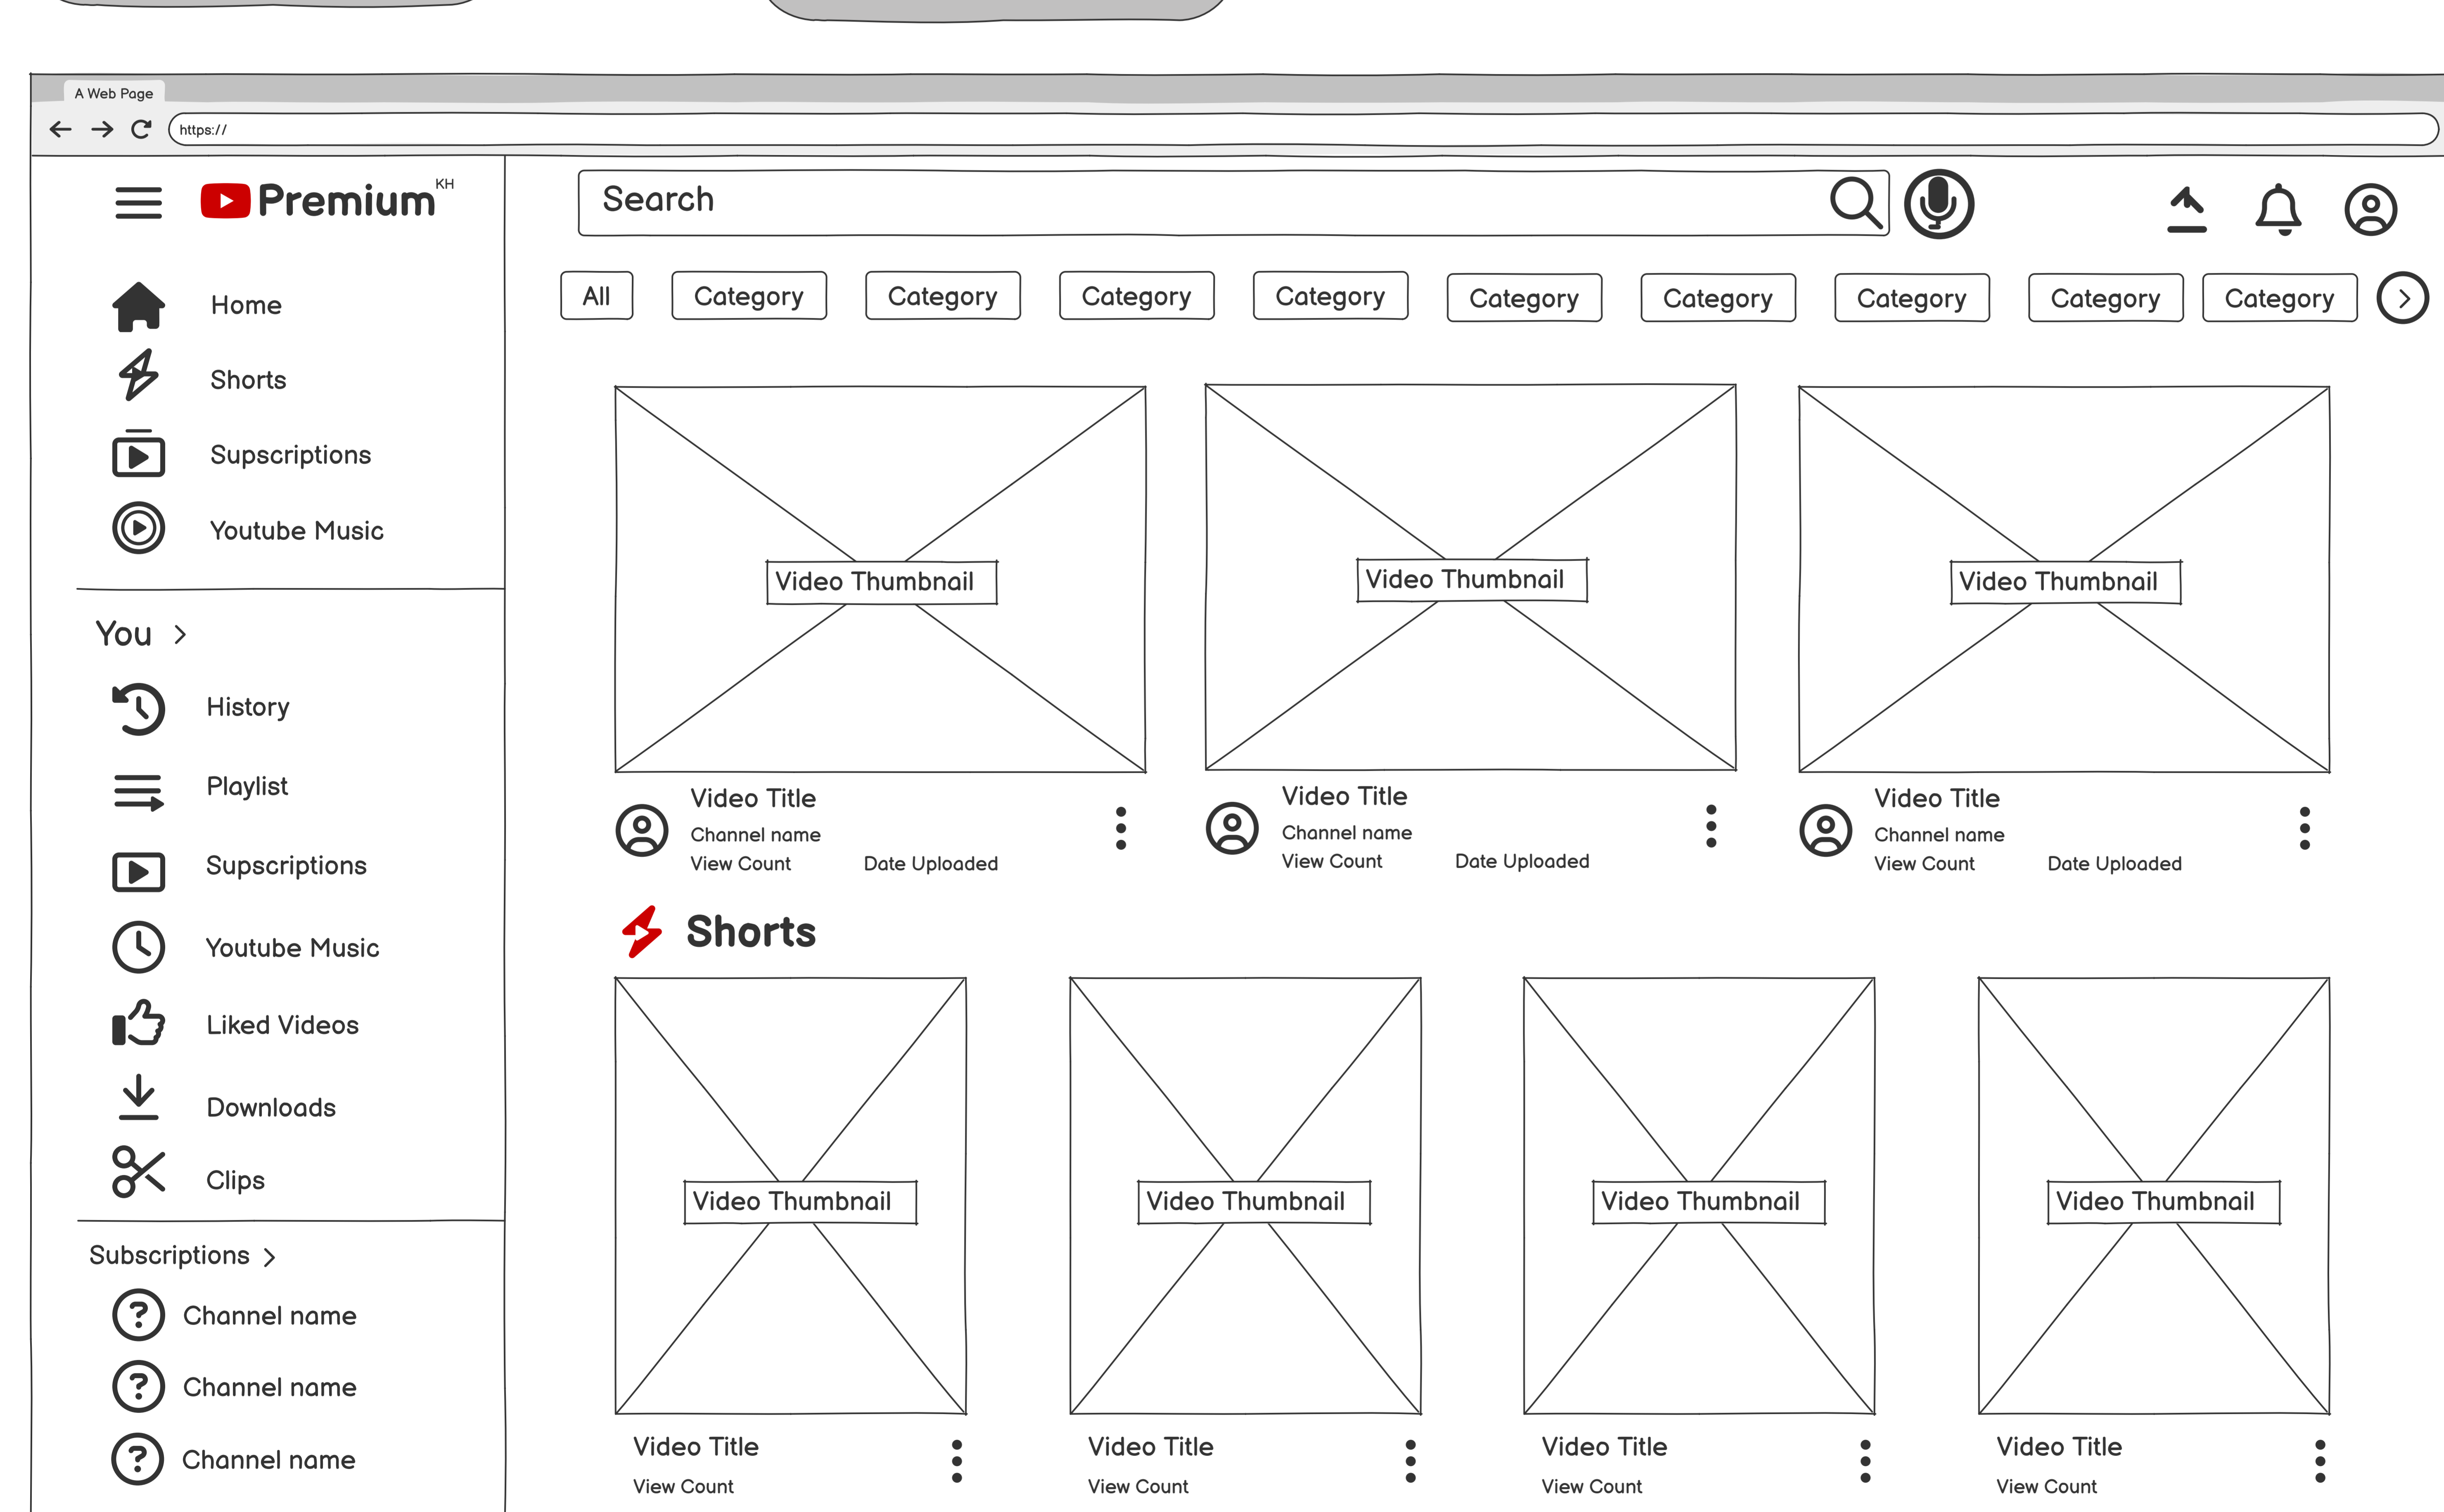 A Web Page
https://
Premium KH
Search
Home
Shorts
Supscriptions
Youtube Music
You
History
Playlist
Supscriptions
Youtube Music
Liked Videos
Downloads
Clips
Subscriptions
Channel name
Channel name
Channel name
All Category Category Category Category Category Category Category Category Category
Video Thumbnail Video Thumbnail Video Thumbnail
Video Title
Channel name
View Count Date Uploaded
Video Title
Channel name
View Count Date Uploaded
Video Title
Channel name
View Count Date Uploaded
Shorts
Video Thumbnail Video Thumbnail Video Thumbnail Video Thumbnail
Video Title
View Count
Video Title
View Count
Video Title
View Count
Video Title
View Count